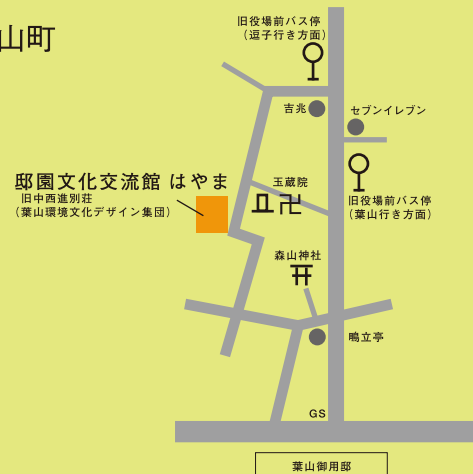 山町
旧役場前バス停
（逗子行き方面）
吉兆
セブンイレブン
邸園文化交流館 はやま
旧中西進別荘
（葉山環境文化デザイン集団）
玉蔵院
旧役場前バス停
（葉山行き方面）
森山神社
鴫立亭
GS
葉山御用邸